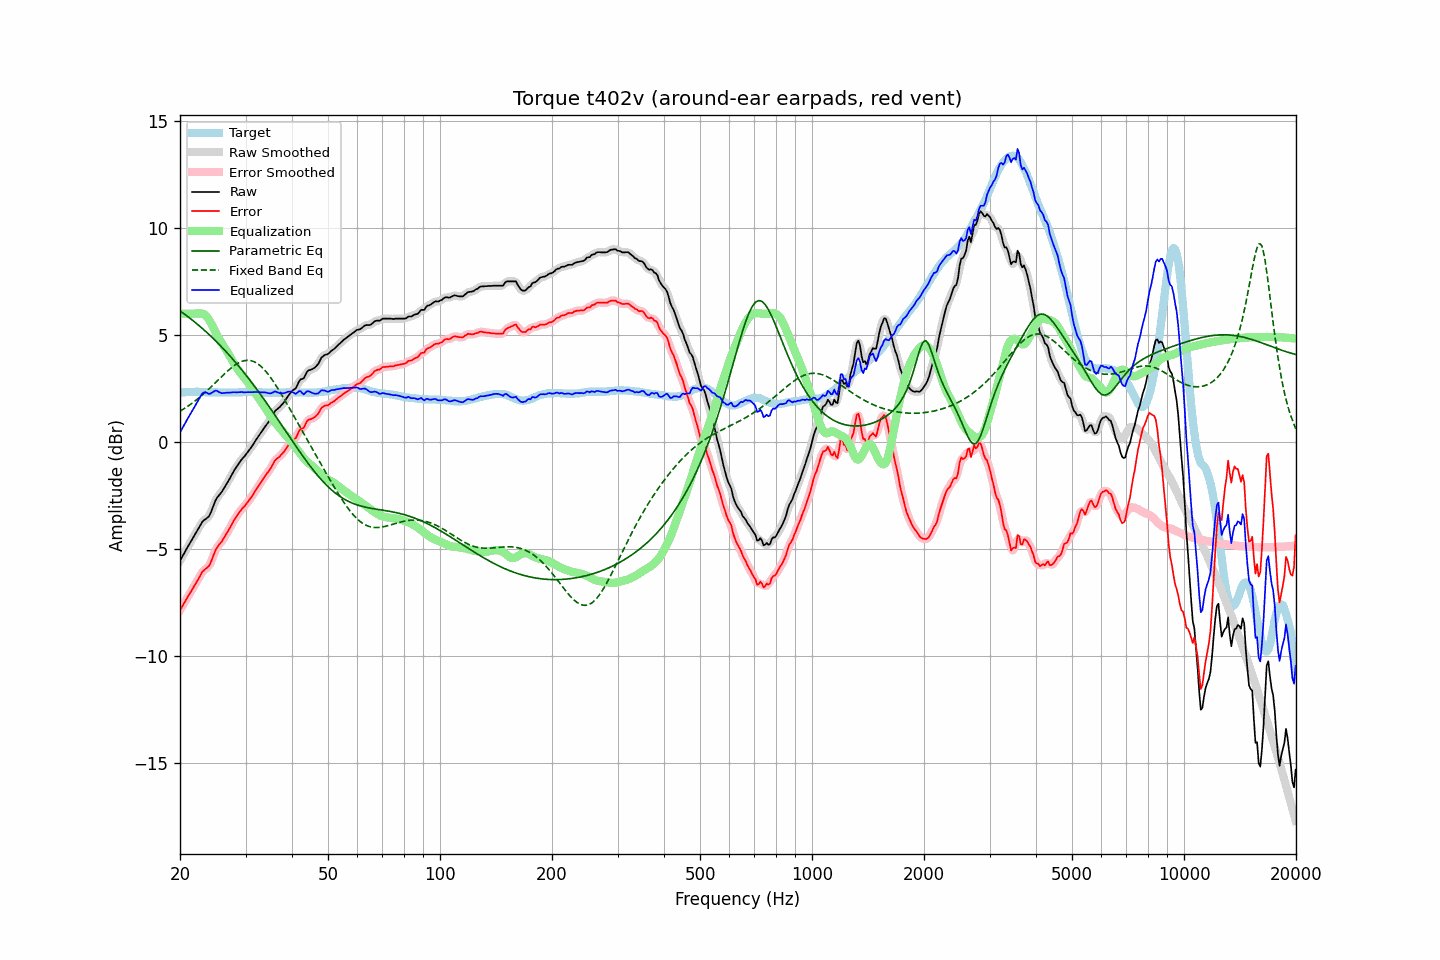 Torque t402v (around-ear earpads, red vent)
Target
Raw Smoothed
Error Smoothed
Raw
Error
Equalization
Parametric Eq
Fixed Band Eq
Equalized
15
10
5
0
−5
−10
−15
Amplitude (dBr)
20 50 100 200 500 1000 2000 5000 10000 20000
Frequency (Hz)